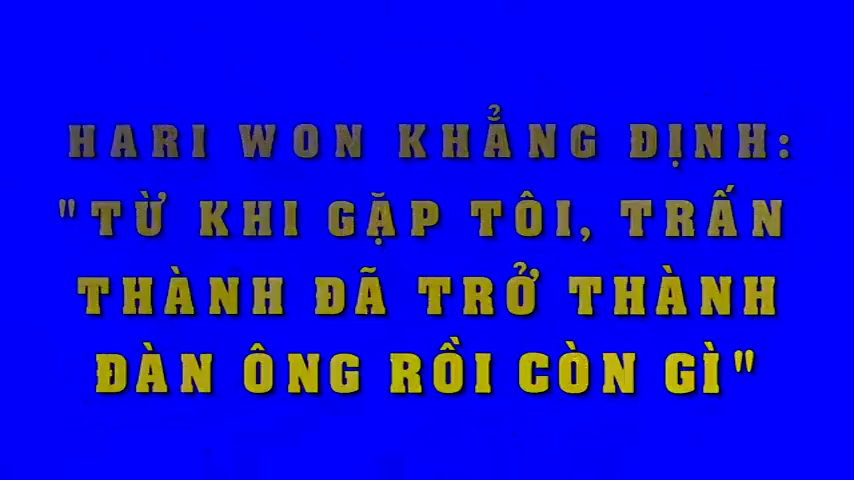 HARI WON KHẲNG ĐỊNH:
"TỪ KHI GẶP TÔI, TRẤN
THÀNH ĐÃ TRỞ THÀNH
ĐÀN ÔNG RỒI CÒN GÌ"